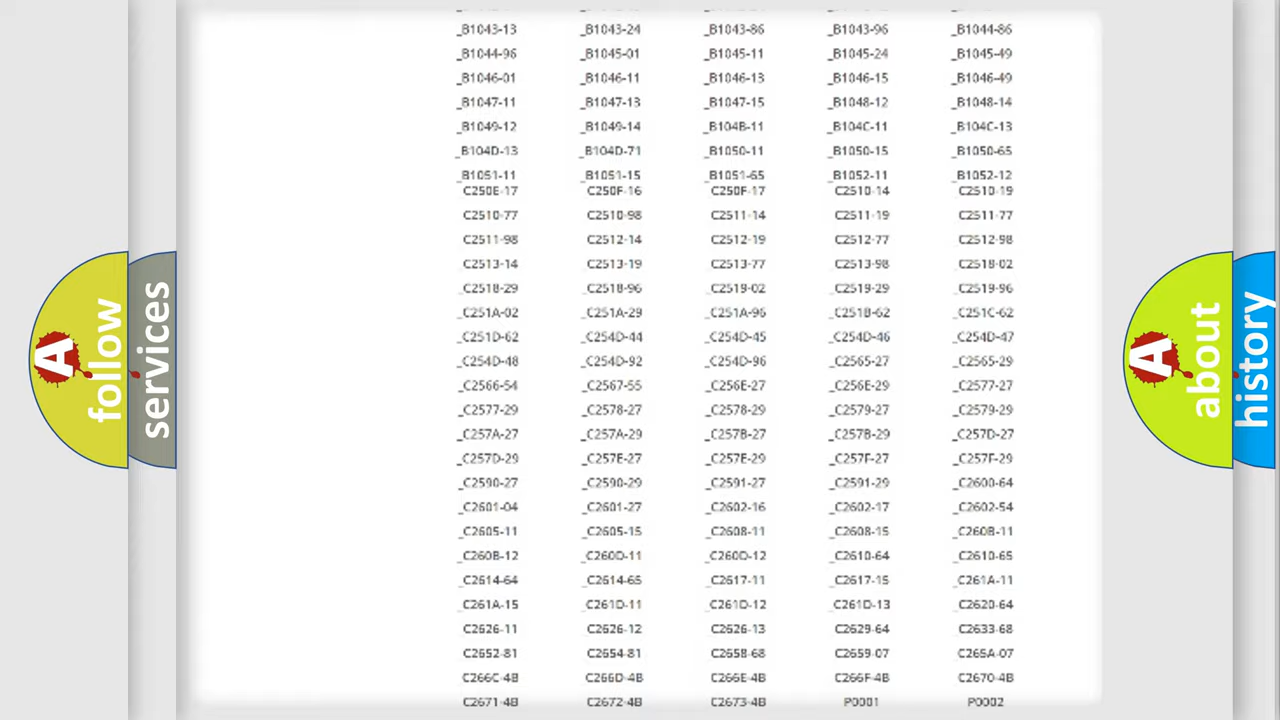 _B1043-13 _B1043-24 _B1043-86 _B1043-96 _B1044-86
_B1044-96 _B1045-01 _B1045-11 _B1045-24 _B1045-49
_B1046-01 _B1046-11 _B1046-13 _B1046-15 _B1046-49
_B1047-11 _B1047-13 _B1047-15 _B1048-12 _B1048-14
_B1049-12 _B1049-14 _B104B-11 _B104C-11 _B104C-13
_B104D-13 _B104D-71 _B1050-11 _B1050-15 _B1050-65
_B1051-11 _B1051-15 _B1051-65 _B1052-11 _B1052-12
C250E-17 C250F-16 C250F-17 C2510-14 C2510-19
C2510-77 C2510-98 C2511-14 C2511-19 C2511-77
C2511-98 C2512-14 C2512-19 C2512-77 C2512-98
C2513-14 C2513-19 C2513-77 C2513-98 C2518-02
_C2518-29 _C2518-96 _C2519-02 _C2519-29 _C2519-96
_C251A-02 _C251A-29 _C251A-96 _C251B-62 _C251C-62
_C251D-62 _C254D-44 _C254D-45 _C254D-46 _C254D-47
_C254D-48 _C254D-92 _C254D-96 _C2565-27 _C2565-29
_C2566-54 _C2567-55 _C256E-27 _C256E-29 _C2577-27
_C2577-29 _C2578-27 _C2578-29 _C2579-27 _C2579-29
_C257A-27 _C257A-29 _C257B-27 _C257B-29 _C257D-27
_C257D-29 _C257E-27 _C257E-29 _C257F-27 _C257F-29
_C2590-27 _C2590-29 _C2591-27 _C2591-29 _C2600-64
_C2601-04 _C2601-27 _C2602-16 _C2602-17 _C2602-54
_C2605-11 _C2605-15 _C2608-11 _C2608-15 _C260B-11
_C260B-12 _C260D-11 _C260D-12 _C2610-64 _C2610-65
_C2614-64 _C2614-65 _C2617-11 _C2617-15 _C261A-11
_C261A-15 _C261D-11 _C261D-12 _C261D-13 _C2620-64
C2626-11 C2626-12 C2626-13 C2629-64 C2633-68
C2652-81 C2654-81 C2658-68 C2659-07 C265A-07
C266C-4B C266D-4B C266E-4B C266F-4B C2670-4B
C2671-4B C2672-4B C2673-4B P0001 P0002
A follow
services
A about
history